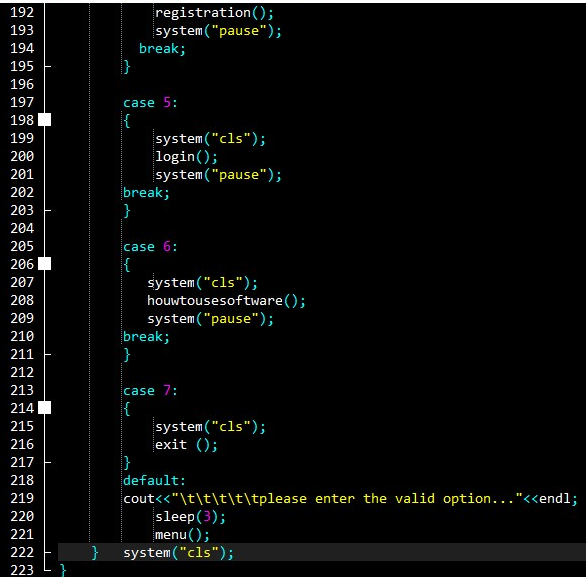 192 registration();
193 system("pause");
194 break;
195 }
196
197 case 5:
198 {
199 system("cls");
200 login();
201 system("pause");
202 break;
203 }
204
205 case 6:
206 {
207 system("cls");
208 houwtousesoftware();
209 system("pause");
210 break;
211 }
212
213 case 7:
214 {
215 system("cls");
216 exit ();
217 }
218 default:
219 cout<<"\t\t\t\t\tplease enter the valid option..."<<endl;
220 sleep(3);
221 menu();
222 } system("cls");
223 }